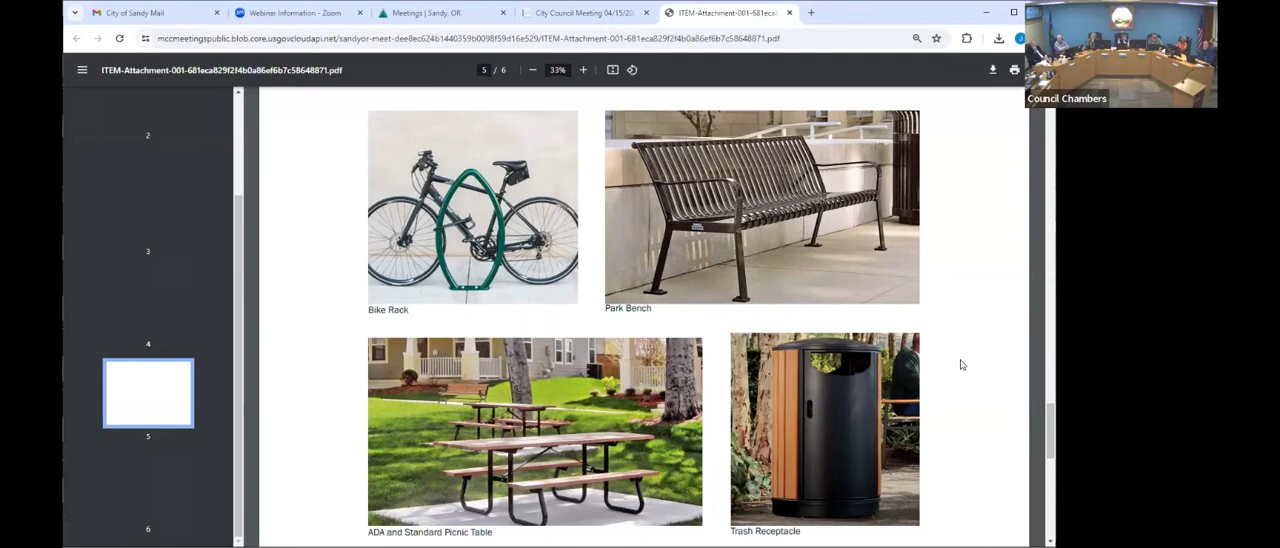 City of Sandy Mail
Webinar Information - Zoom
Meetings | Sandy, OR
City Council Meeting 04/15/20
ITEM-Attachment-001-681eca8
mccmeetingspublic.blob.core.usgovcloudapi.net/sandyor-meet-dee8ec624b1440359b0098f59d16e529/ITEM-Attachment-001-681eca829f2f4b0a86ef6b7c58648871.pdf
ITEM-Attachment-001-681eca829f2f4b0a86ef6b7c58648871.pdf
5 / 6
33%
Council Chambers
2
3
4
5
6
Bike Rack
Park Bench
ADA and Standard Picnic Table
Trash Receptacle